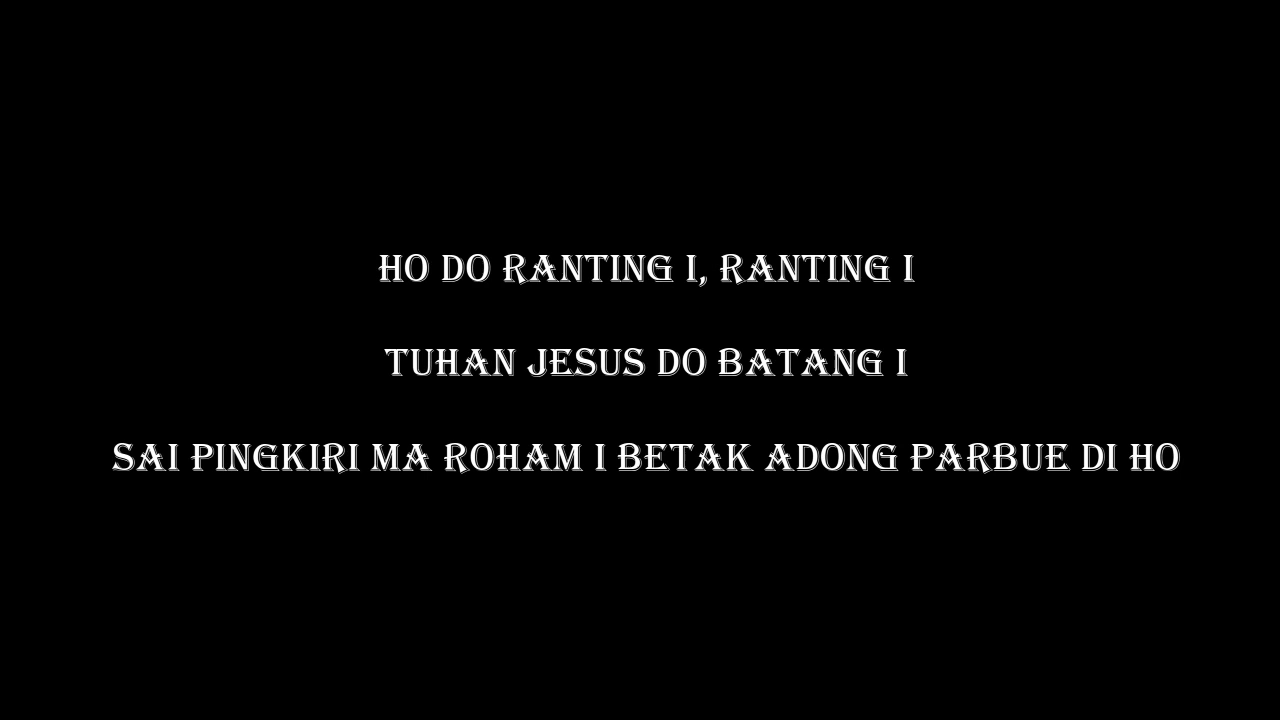 HO DO RANTING I, RANTING I
TUHAN JESUS DO BATANG I
SAI PINGKIRI MA ROHAM I BETAK ADONG PARBUE DI HO